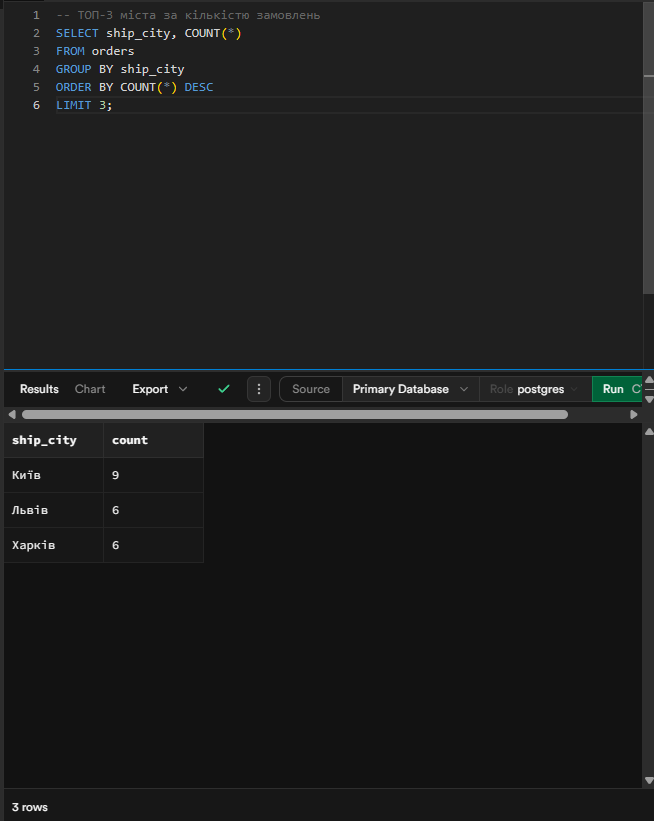 1 -- ТОП-3 міста за кількістю замовлень
2 SELECT ship_city, COUNT(*)
3 FROM orders
4 GROUP BY ship_city
5 ORDER BY COUNT(*) DESC
6 LIMIT 3;
Results Chart Export Source Primary Database Role postgres Run
ship_city count
Київ 9
Львів 6
Харків 6
3 rows